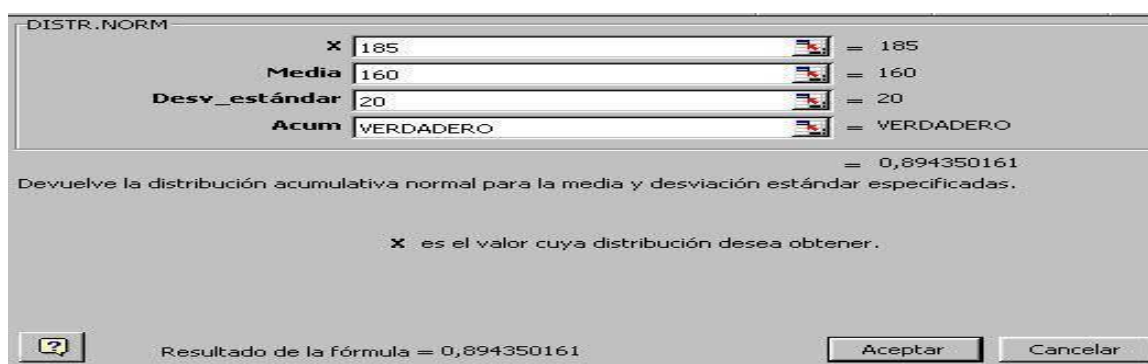 DISTR.NORM
X 185 = 185
Media 160 = 160
Desv_estándar 20 = 20
Acum VERDADERO = VERDADERO
= 0,894350161
Devuelve la distribución acumulativa normal para la media y desviación estándar especificadas.
X es el valor cuya distribución desea obtener.
? Resultado de la fórmula = 0,894350161 Aceptar Cancelar